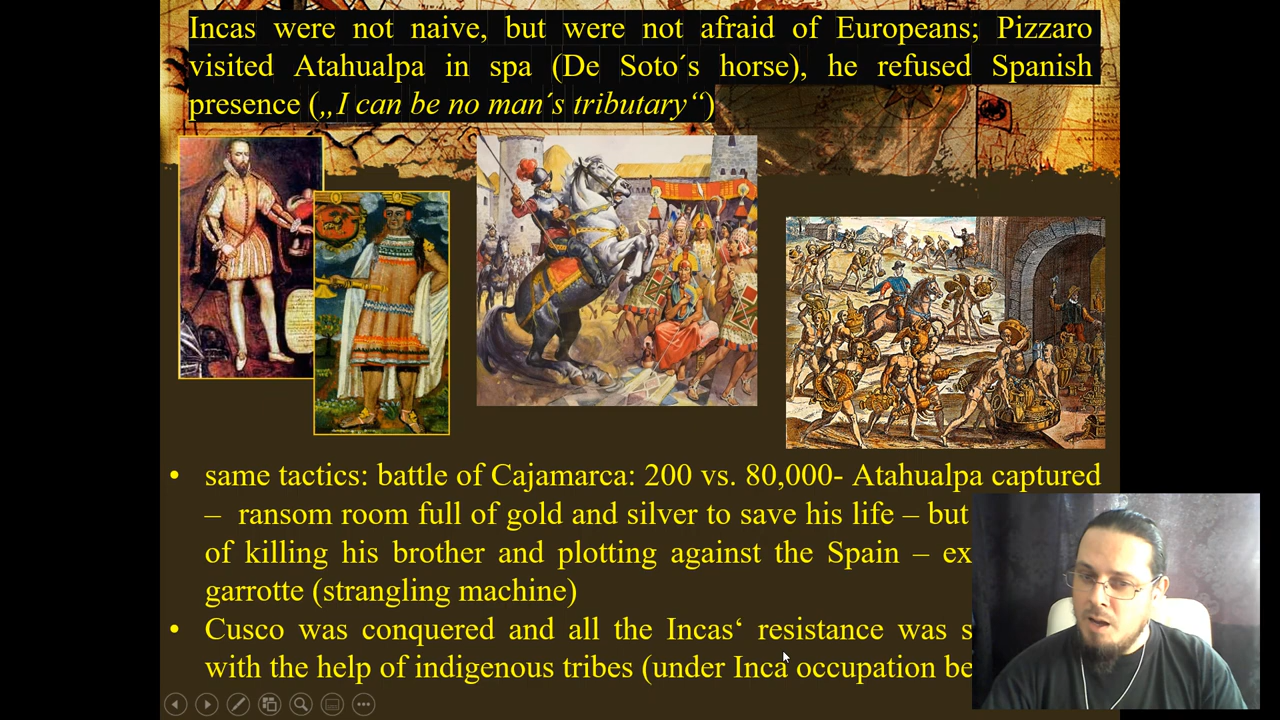 Incas were not naive, but were not afraid of Europeans; Pizzaro
visited Atahualpa in spa (De Soto´s horse), he refused Spanish
presence („I can be no man´s tributary“)
• same tactics: battle of Cajamarca: 200 vs. 80,000- Atahualpa captured
– ransom room full of gold and silver to save his life – but
of killing his brother and plotting against the Spain –
garrotte (strangling machine)
• Cusco was conquered and all the Incas‘ resistance was
with the help of indigenous tribes (under Inca occupation